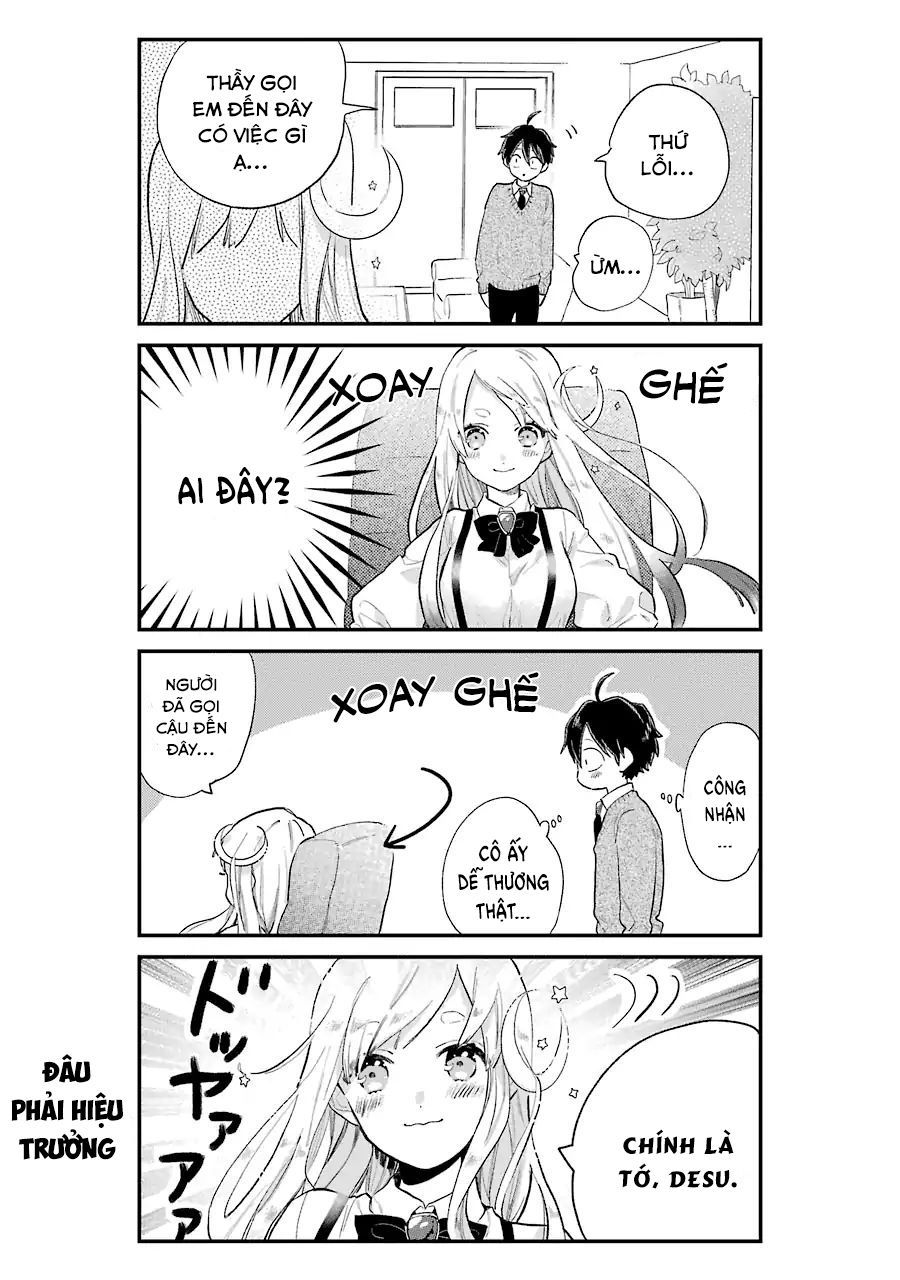 THỨ
LỖI...
ỪM...
THẦY GỌI
EM ĐẾN ĐÂY
CÓ VIỆC GÌ
Ạ...
XOAY GHẾ
AI ĐÂY?
XOAY GHẾ
CÔNG
NHẬN
...
CÔ ẤY
DỄ THƯƠNG
THẬT...
NGƯỜI
ĐÃ GỌI
CẬU ĐẾN
ĐÂY...
CHÍNH LÀ
TỚ, DESU.
ドッヤァァァ
ĐÂU
PHẢI HIỆU
TRƯỞNG